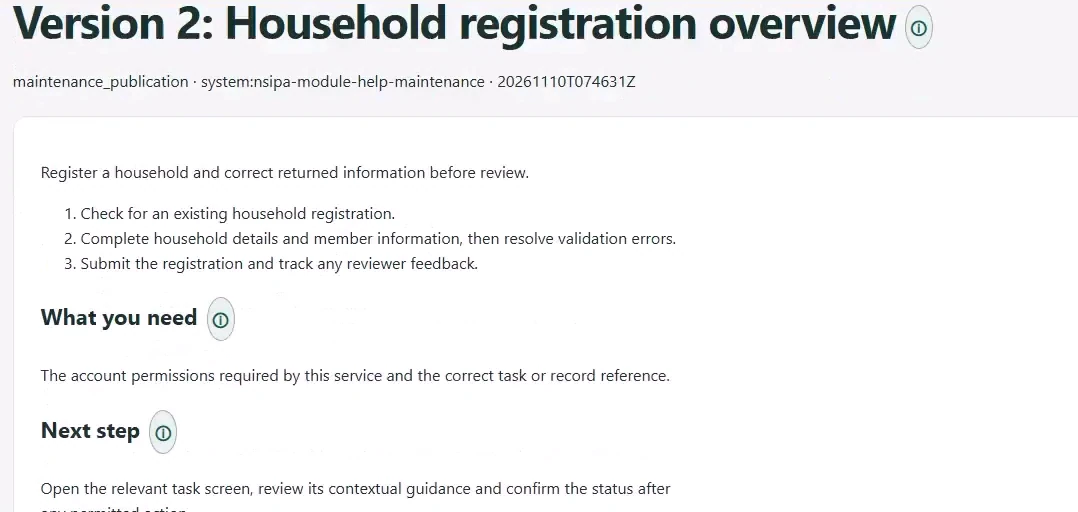 Version 2: Household registration overview
maintenance_publication · system:nsipa-module-help-maintenance · 20261110T074631Z
Register a household and correct returned information before review.
1. Check for an existing household registration.
2. Complete household details and member information, then resolve validation errors.
3. Submit the registration and track any reviewer feedback.
What you need
The account permissions required by this service and the correct task or record reference.
Next step
Open the relevant task screen, review its contextual guidance and confirm the status after
any permitted action.